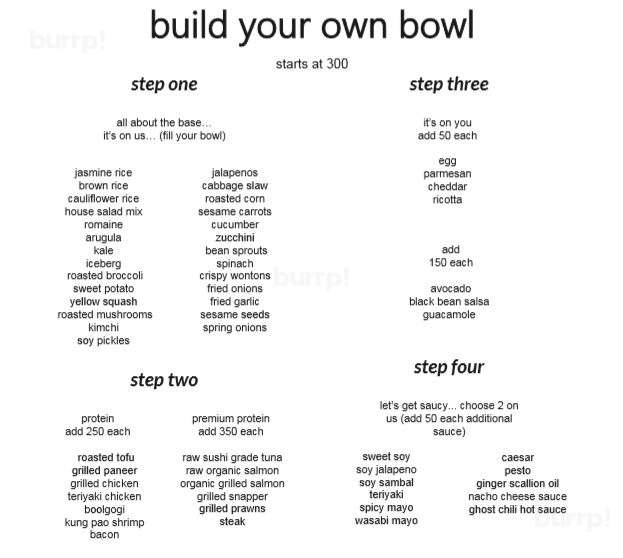 burrp!
build your own bowl
starts at 300
step one
all about the base...
it's on us... (fill your bowl)
jasmine rice
brown rice
cauliflower rice
house salad mix
romaine
arugula
kale
iceberg
roasted broccoli
sweet potato
yellow squash
roasted mushrooms
kimchi
soy pickles
jalapenos
cabbage slaw
roasted corn
sesame carrots
cucumber
zucchini
bean sprouts
spinach
crispy wontons
fried onions
fried garlic
sesame seeds
spring onions
burrp!
step two
protein
add 250 each
roasted tofu
grilled paneer
grilled chicken
teriyaki chicken
boolgogi
kung pao shrimp
bacon
premium protein
add 350 each
raw sushi grade tuna
raw organic salmon
organic grilled salmon
grilled snapper
grilled prawns
steak
step three
it's on you
add 50 each
egg
parmesan
cheddar
ricotta
add
150 each
avocado
black bean salsa
guacamole
step four
let's get saucy... choose 2 on
us (add 50 each additional
sauce)
sweet soy
soy jalapeno
soy sambal
teriyaki
spicy mayo
wasabi mayo
caesar
pesto
ginger scallion oil
nacho cheese sauce
ghost chili hot sauce
burrp!